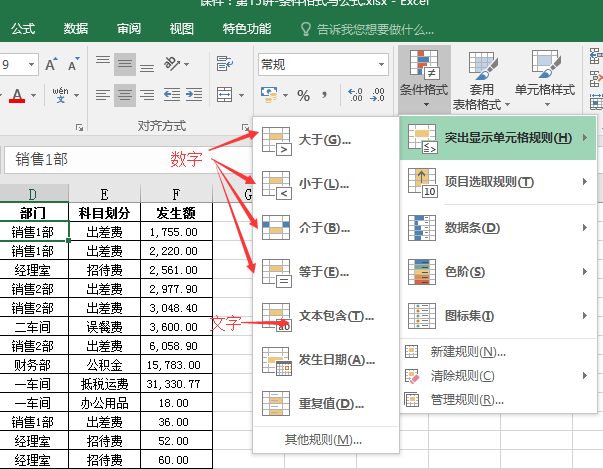 课件：第15讲-条件格式与公式.xlsx - Excel
公式 数据 审阅 视图 特色功能 告诉我您想要做什么...
9 A A 常规
A wén 文 % , .00 条件格式 套用表格格式 单元格样式
对齐方式
销售1部
数字
文字
大于(G)...
小于(L)...
介于(B)...
等于(E)...
文本包含(T)...
发生日期(A)...
重复值(D)...
其他规则(M)...
突出显示单元格规则(H)
项目选取规则(T)
数据条(D)
色阶(S)
图标集(I)
新建规则(N)...
清除规则(C)
管理规则(R)...
D E F G
部门 科目划分 发生额
销售1部 出差费 1,755.00
销售1部 出差费 2,220.00
经理室 招待费 2,561.00
销售2部 出差费 2,977.90
销售2部 出差费 3,048.40
二车间 误餐费 3,600.00
销售2部 出差费 6,058.90
财务部 公积金 15,783.00
一车间 抵税运费 31,330.77
一车间 办公用品 18.00
销售1部 出差费 36.00
经理室 招待费 52.00
经理室 招待费 60.00